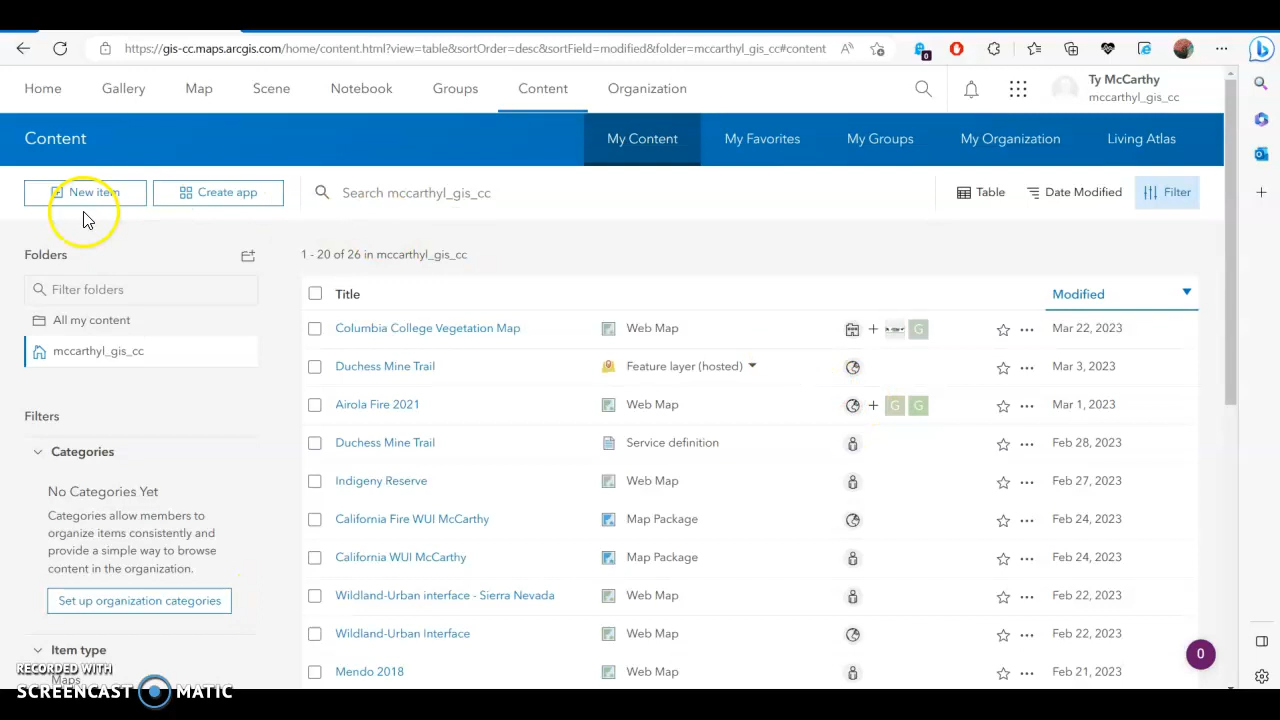 https://gis-cc.maps.arcgis.com/home/content.html?view=table&sortOrder=desc&sortField=modified&folder=mccarthyl_gis_cc#content
Home Gallery Map Scene Notebook Groups Content Organization
Ty McCarthy
mccarthyl_gis_cc
Content My Content My Favorites My Groups My Organization Living Atlas
New item Create app Search mccarthyl_gis_cc Table Date Modified Filter
Folders
1 - 20 of 26 in mccarthyl_gis_cc
Filter folders
Title Modified
All my content
Columbia College Vegetation Map Web Map G Mar 22, 2023
mccarthyl_gis_cc
Duchess Mine Trail Feature layer (hosted) Mar 3, 2023
Airola Fire 2021 Web Map G G Mar 1, 2023
Filters
Duchess Mine Trail Service definition Feb 28, 2023
Categories
Indigeny Reserve Web Map Feb 27, 2023
No Categories Yet
Categories allow members to
organize items consistently and
provide a simple way to browse
content in the organization.
California Fire WUI McCarthy Map Package Feb 24, 2023
California WUI McCarthy Map Package Feb 24, 2023
Set up organization categories
Wildland-Urban interface - Sierra Nevada Web Map Feb 22, 2023
Wildland-Urban Interface Web Map Feb 22, 2023
Item type
0
Mendo 2018 Web Map Feb 21, 2023
Maps
RECORDED WITH
SCREENCAST MATIC